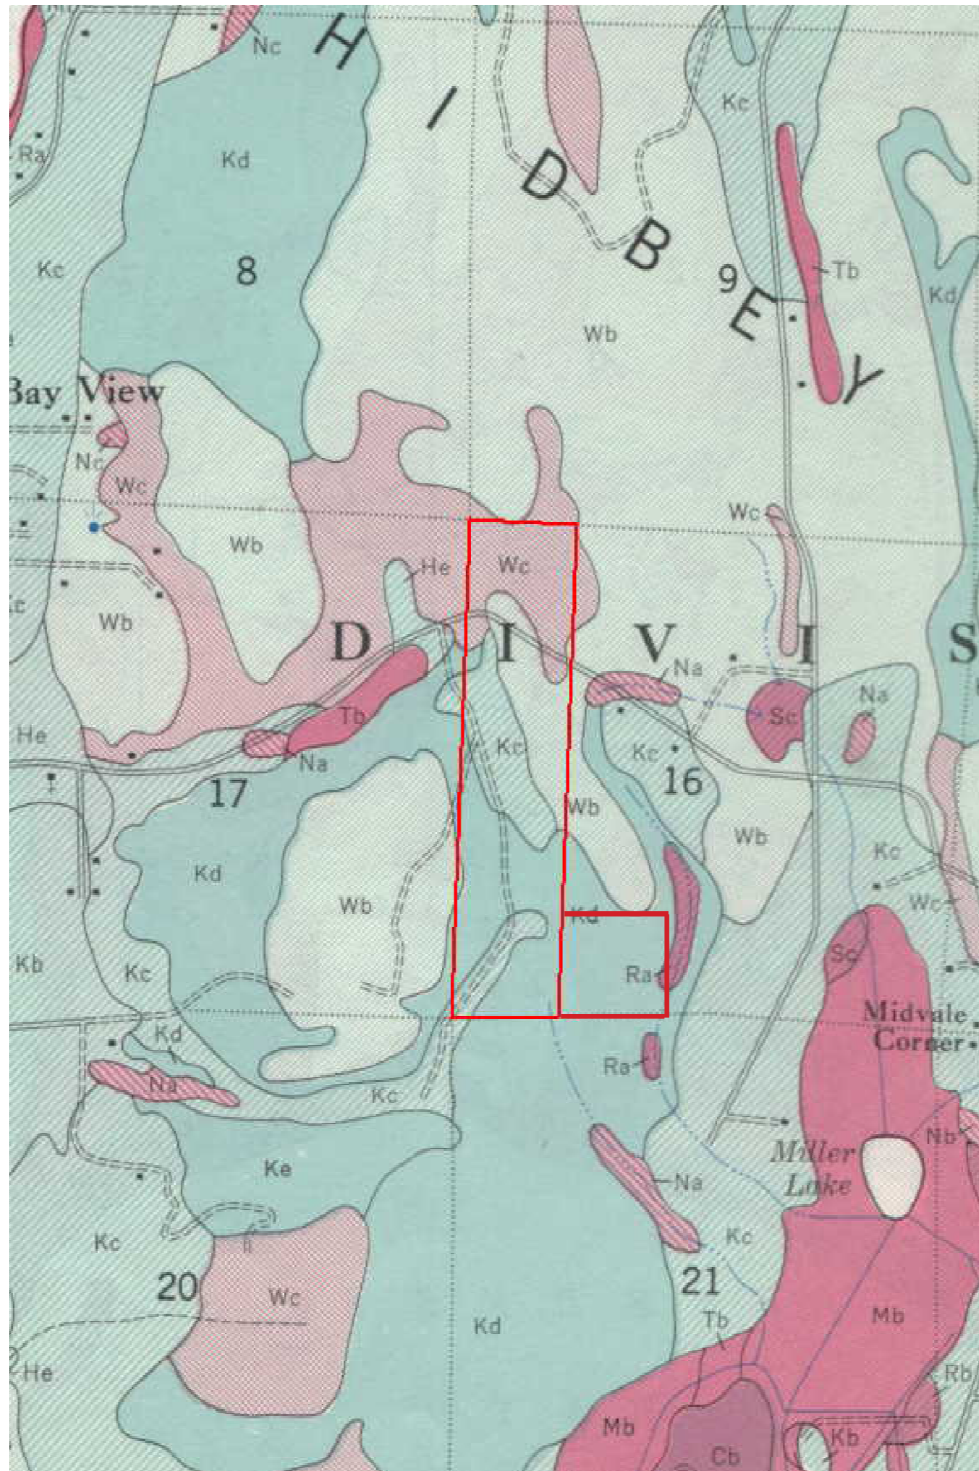 H
Nc
I
Kc
Ra
Kd
D
B
8
9
Tb
Kc
E
Kd
Wb
Y
Bay View
Nc
Wc
Wc
Wb
He
Wc
Wb
D I V I S
Na
Na
Tb
Sc
He
Na
Kc
Kc
17
16
Wb
Wb
Kc
Kd
Wb
Kd
Wc
Kb
Kc
Ra
Sc
Midvale
Corner
Kd
Ra
Na
Kc
Nb
Miller
Lake
Ke
Na
Kc
Kc
20
21
Wc
Kd
Tb
Mb
He
Rb
Mb
Kb
Cb